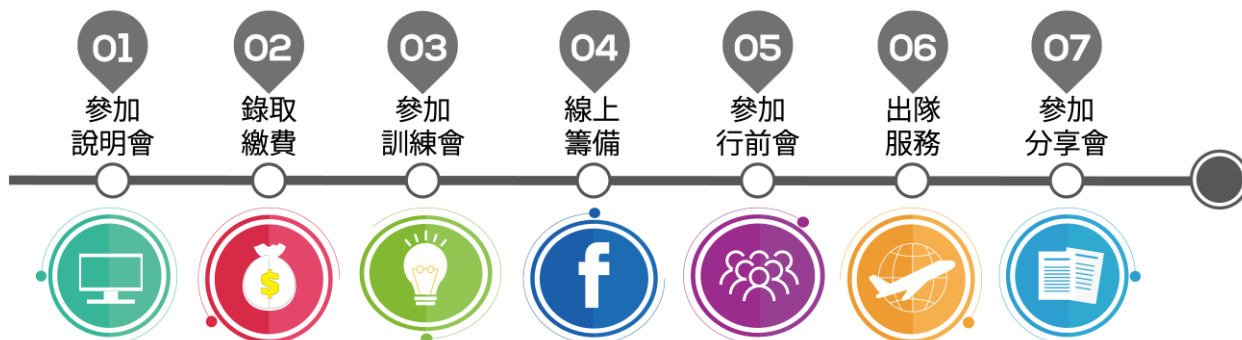 01
參加
說明會
02
錄取
繳費
03
參加
訓練會
04
線上
籌備
05
參加
行前會
06
出隊
服務
07
參加
分享會
$
f